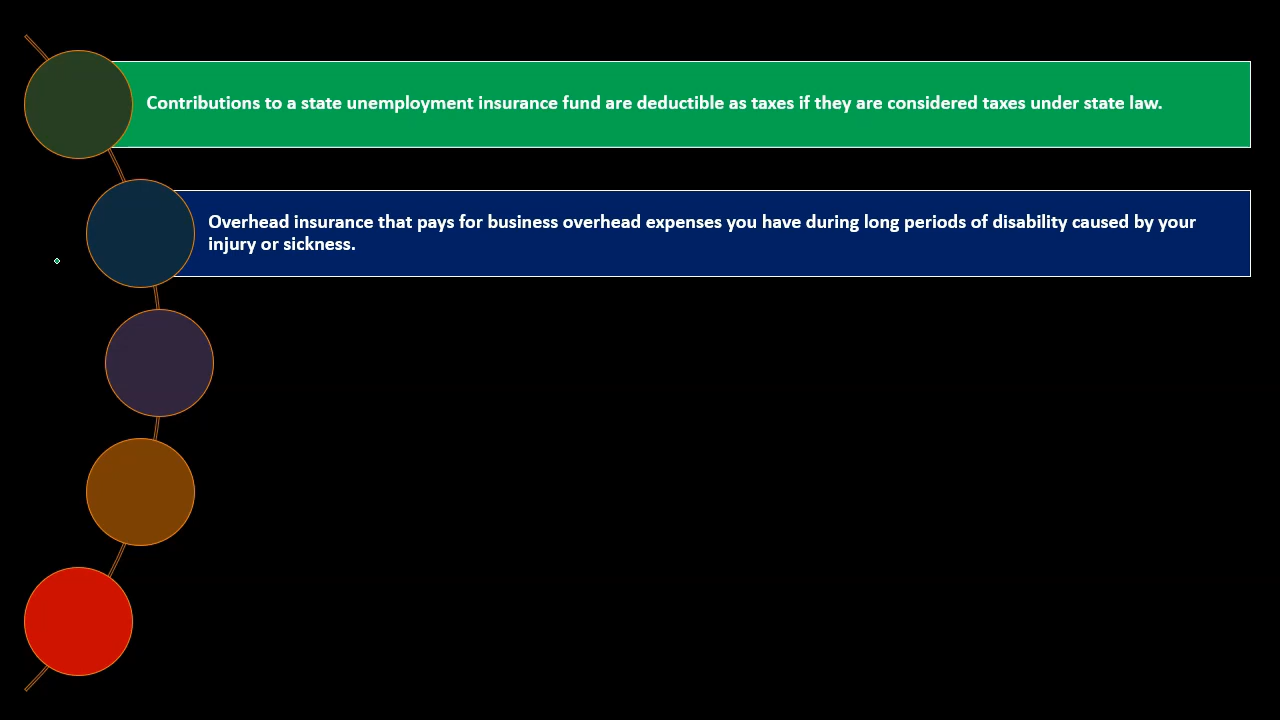 Contributions to a state unemployment insurance fund are deductible as taxes if they are considered taxes under state law.
Overhead insurance that pays for business overhead expenses you have during long periods of disability caused by your
injury or sickness.